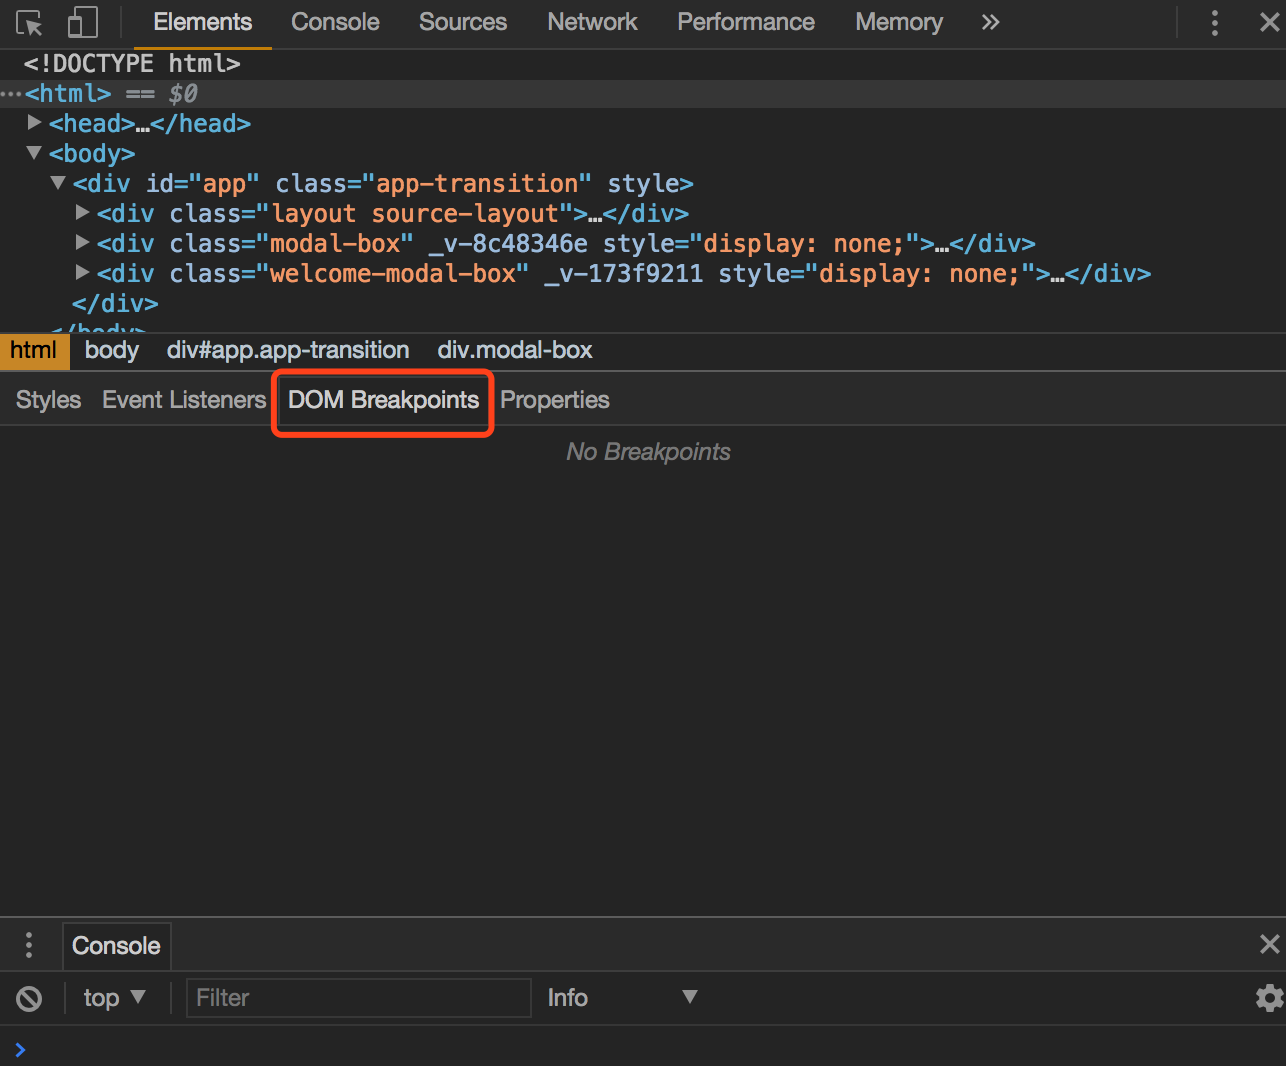 Elements Console Sources Network Performance Memory »
<!DOCTYPE html>
…<html> == $0
<head>…</head>
<body>
<div id="app" class="app-transition" style>
<div class="layout source-layout">…</div>
<div class="modal-box" _v-8c48346e style="display: none;">…</div>
<div class="welcome-modal-box" _v-173f9211 style="display: none;">…</div>
</div>
</body>
html body div#app.app-transition div.modal-box
Styles Event Listeners DOM Breakpoints Properties
No Breakpoints
Console
top Filter Info